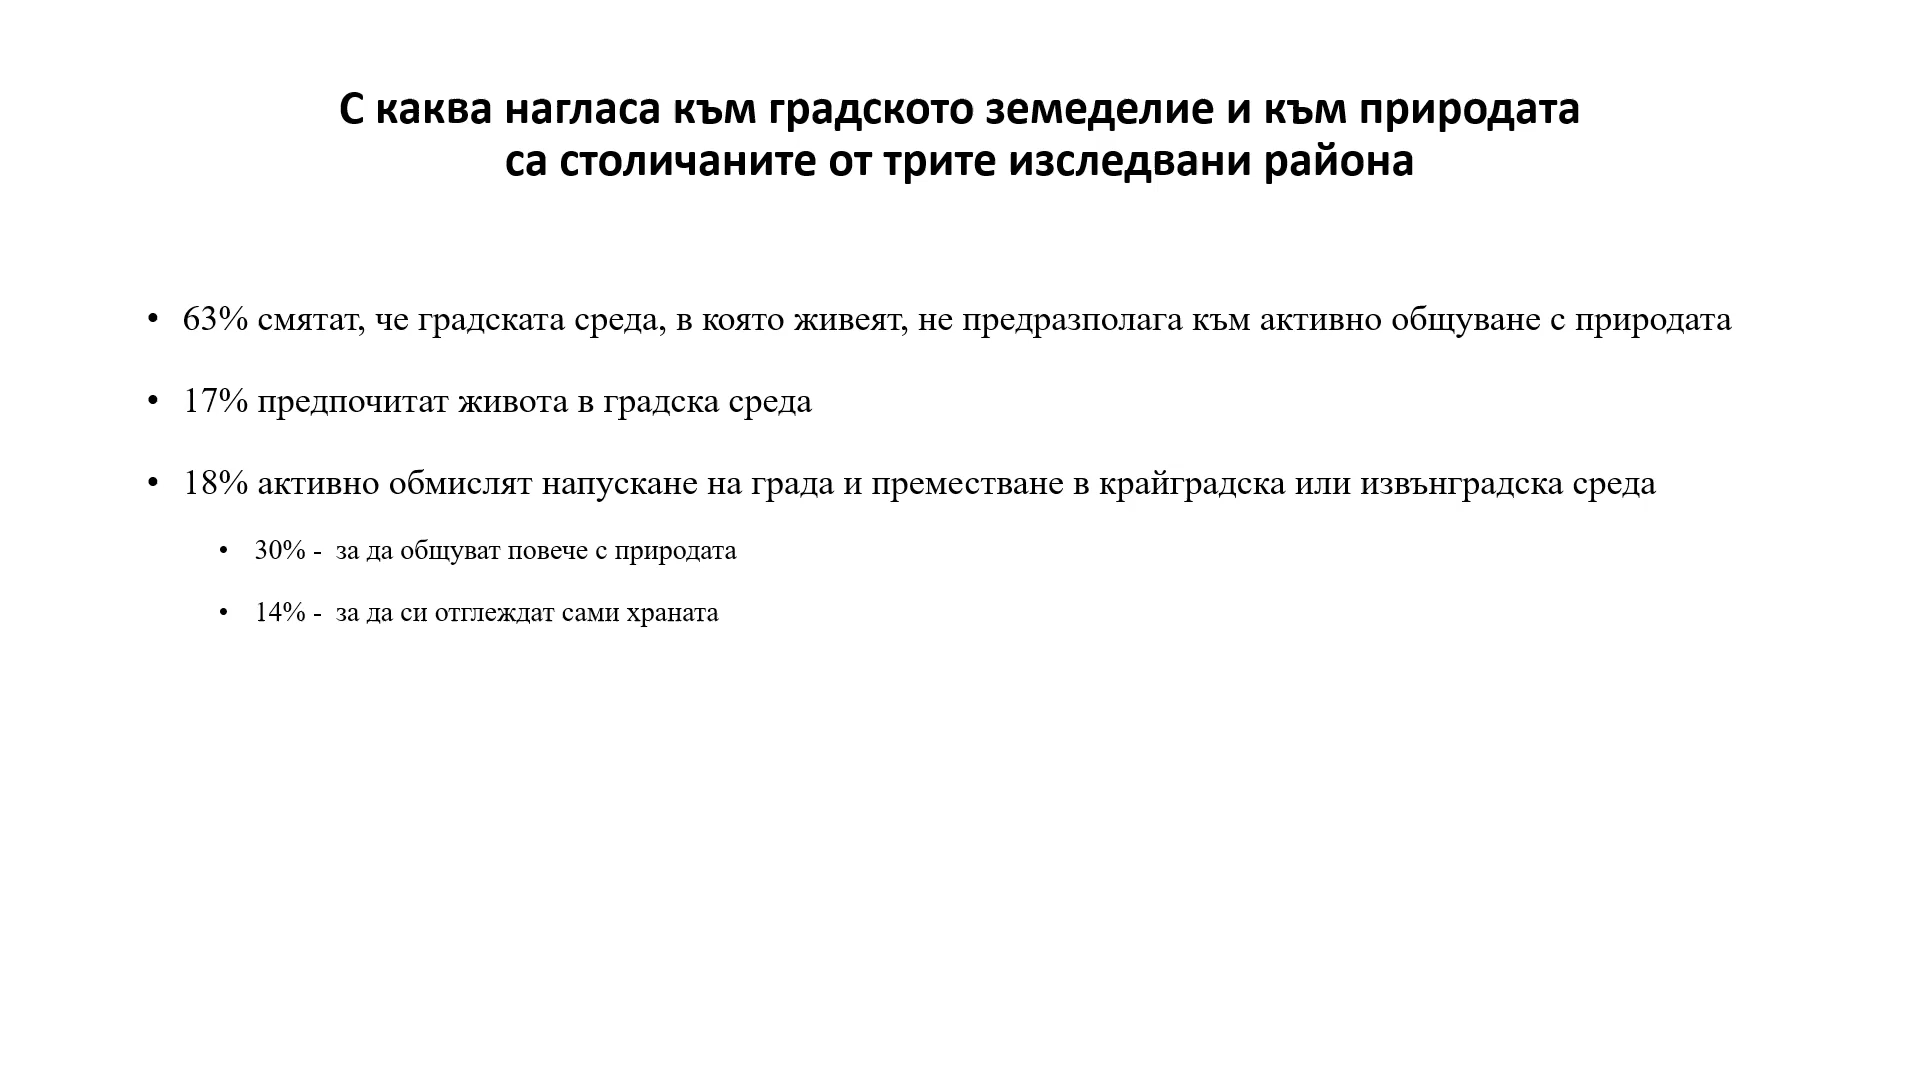 С каква нагласа към градското земеделие и към природата
са столичаните от трите изследвани района
• 63% смятат, че градската среда, в която живеят, не предразполага към активно общуване с природата
• 17% предпочитат живота в градска среда
• 18% активно обмислят напускане на града и преместване в крайградска или извънградска среда
• 30% - за да общуват повече с природата
• 14% - за да си отглеждат сами храната